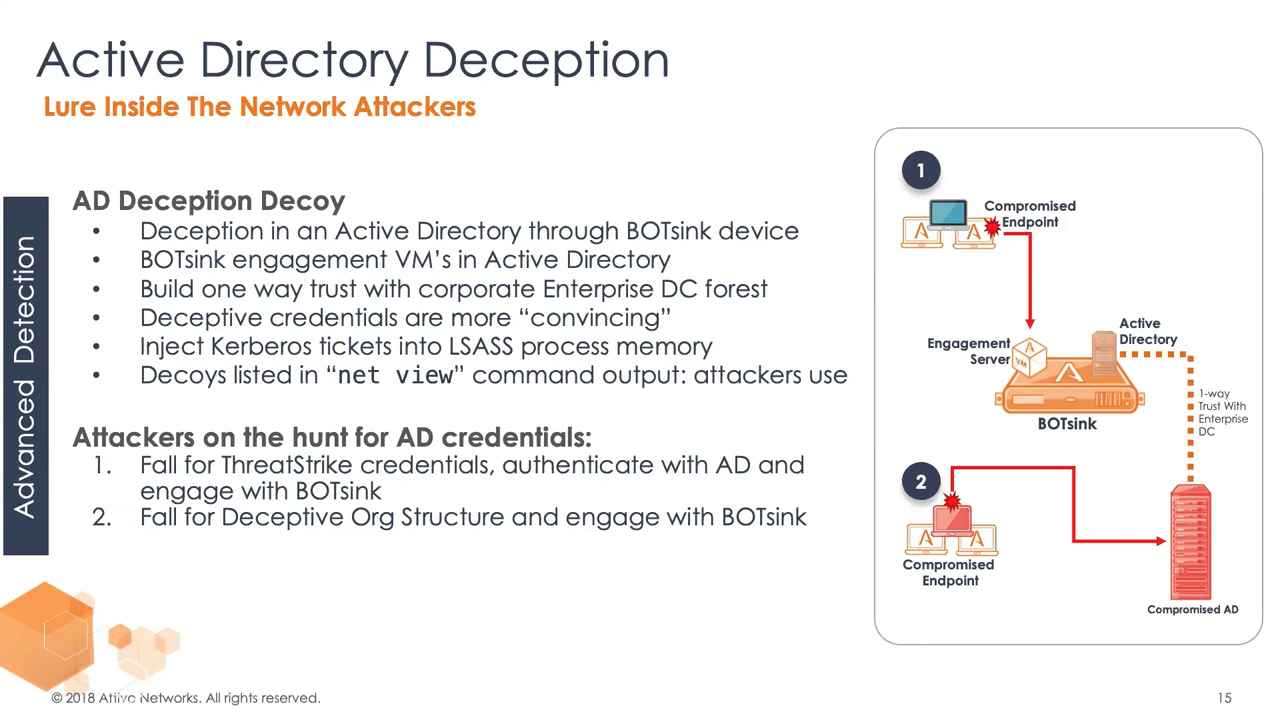 Active Directory Deception
Lure Inside The Network Attackers
Advanced Detection
AD Deception Decoy
• Deception in an Active Directory through BOTsink device
• BOTsink engagement VM's in Active Directory
• Build one way trust with corporate Enterprise DC forest
• Deceptive credentials are more “convincing”
• Inject Kerberos tickets into LSASS process memory
• Decoys listed in “net view” command output: attackers use
Attackers on the hunt for AD credentials:
1. Fall for ThreatStrike credentials, authenticate with AD and
engage with BOTsink
2. Fall for Deceptive Org Structure and engage with BOTsink
1
Compromised
Endpoint
Engagement
Server
VM
Active
Directory
BOTsink
1-way
Trust With
Enterprise
DC
2
Compromised
Endpoint
Compromised AD
© 2018 Attivo Networks. All rights reserved.
15